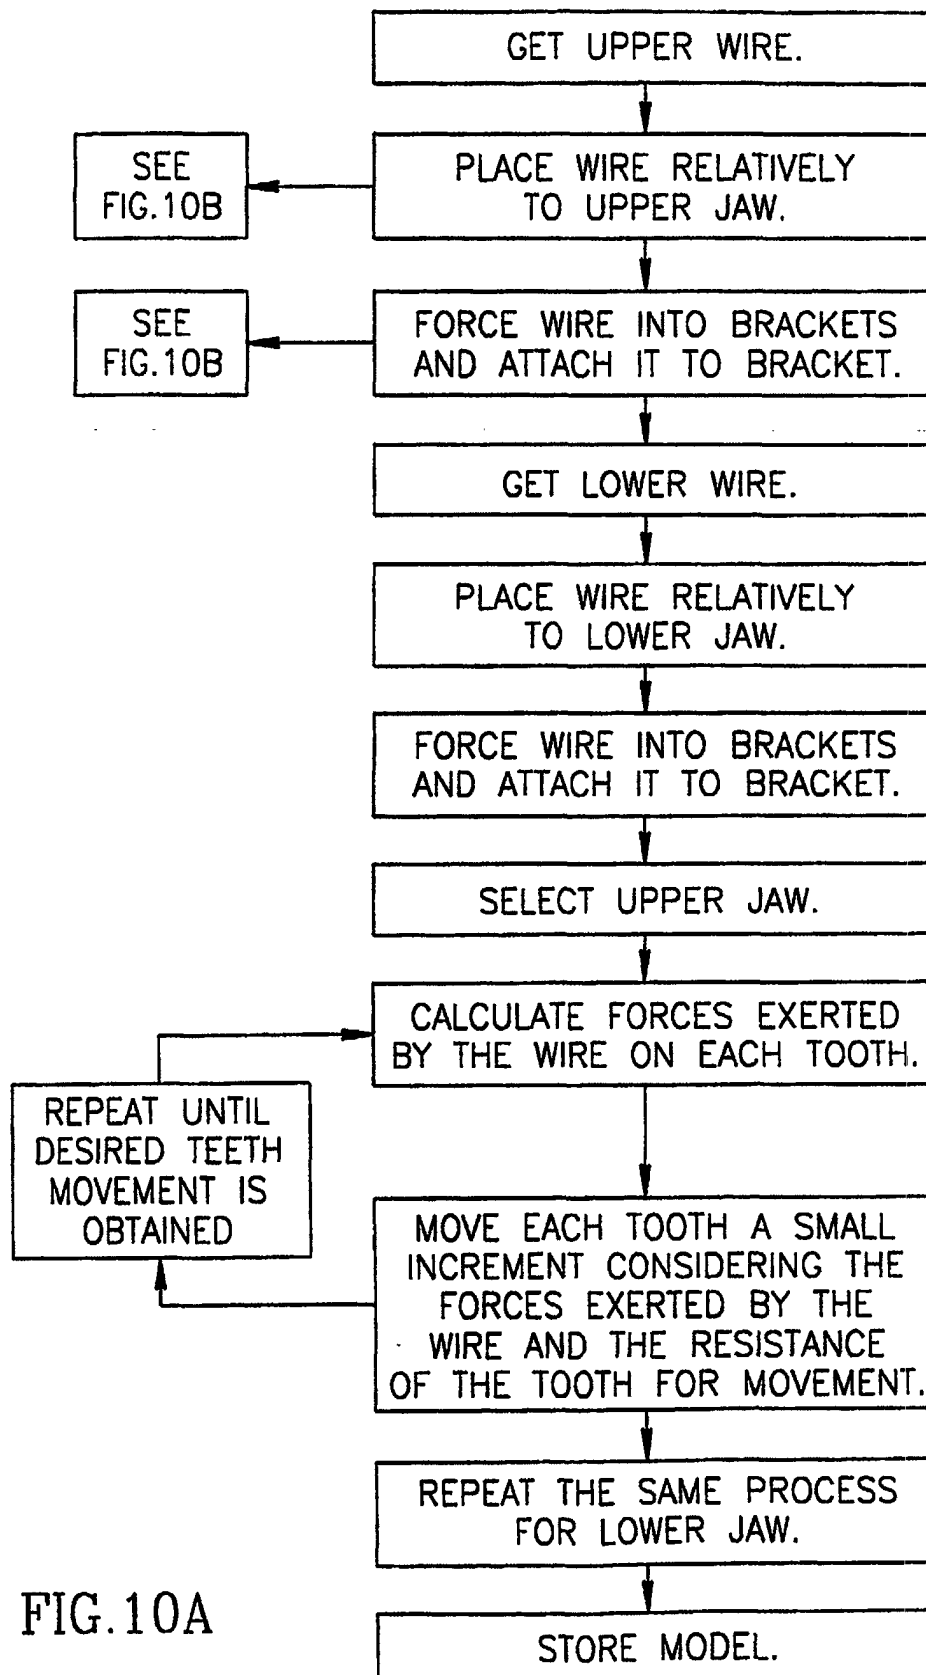 GET UPPER WIRE.
SEE
FIG.10B
PLACE WIRE RELATIVELY
TO UPPER JAW.
SEE
FIG.10B
FORCE WIRE INTO BRACKETS
AND ATTACH IT TO BRACKET.
GET LOWER WIRE.
PLACE WIRE RELATIVELY
TO LOWER JAW.
FORCE WIRE INTO BRACKETS
AND ATTACH IT TO BRACKET.
SELECT UPPER JAW.
CALCULATE FORCES EXERTED
BY THE WIRE ON EACH TOOTH.
REPEAT UNTIL
DESIRED TEETH
MOVEMENT IS
OBTAINED
MOVE EACH TOOTH A SMALL
INCREMENT CONSIDERING THE
FORCES EXERTED BY THE
WIRE AND THE RESISTANCE
OF THE TOOTH FOR MOVEMENT.
REPEAT THE SAME PROCESS
FOR LOWER JAW.
STORE MODEL.
FIG.10A